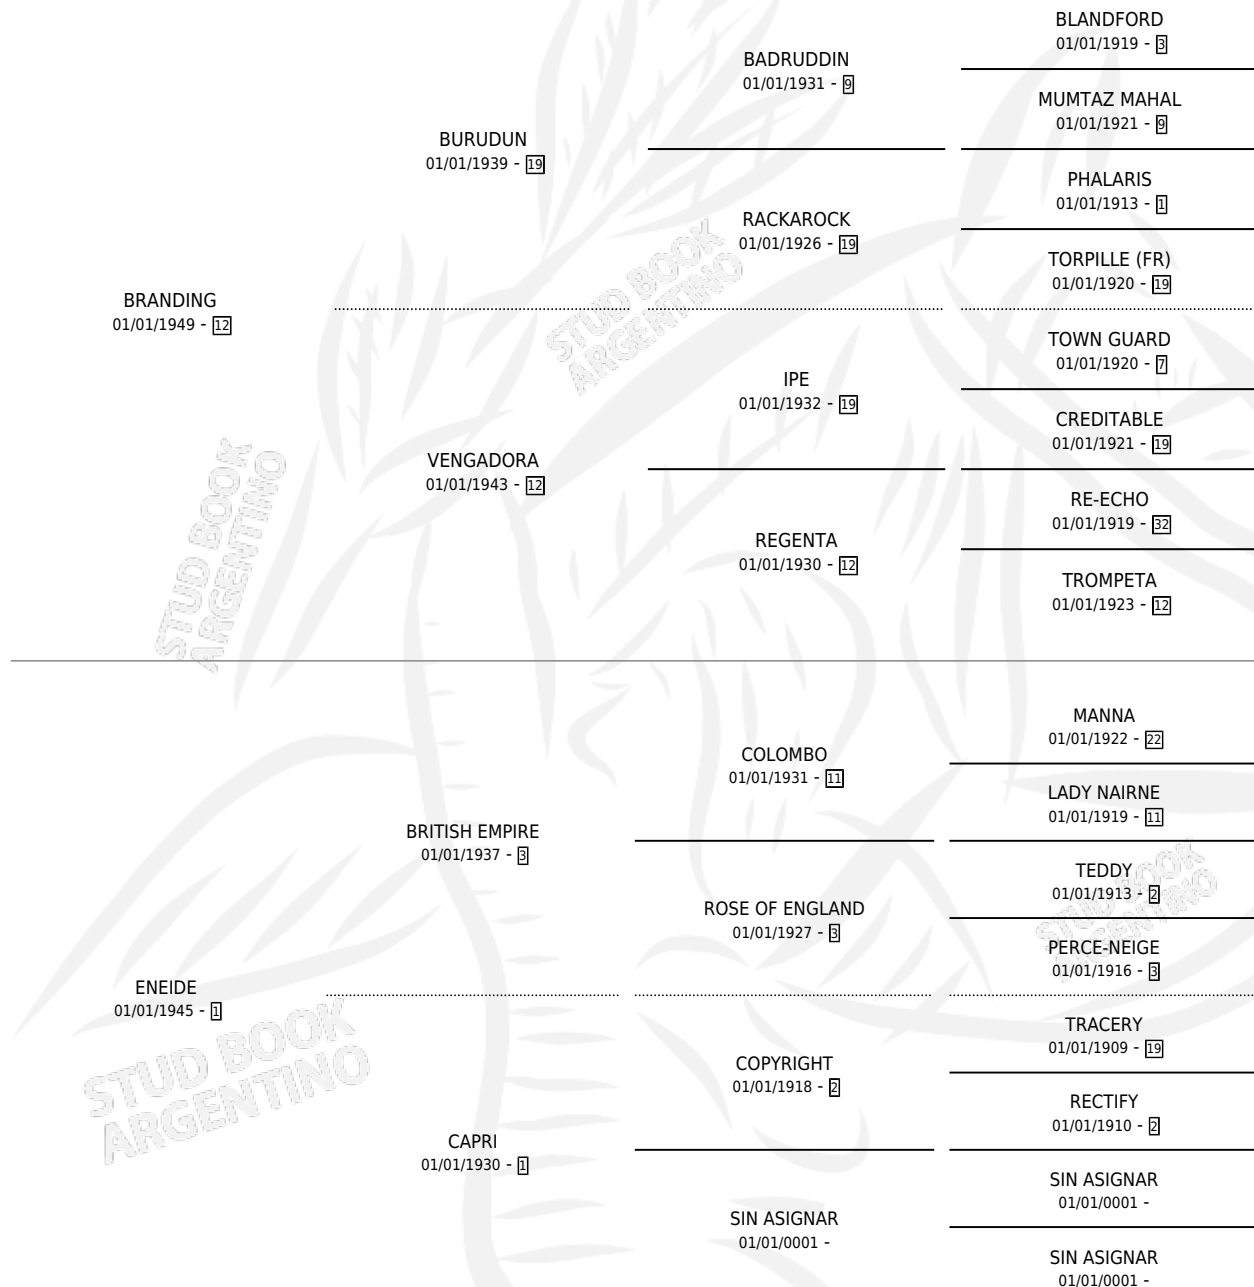 BLANDFORD
01/01/1919 - 3
BADRUDDIN
01/01/1931 - 9
MUMTAZ MAHAL
01/01/1921 - 9
BURUDUN
01/01/1939 - 19
PHALARIS
01/01/1913 - 1
RACKAROCK
01/01/1926 - 19
TORPILLE (FR)
01/01/1920 - 19
BRANDING
01/01/1949 - 12
TOWN GUARD
01/01/1920 - 7
IPE
01/01/1932 - 19
CREDITABLE
01/01/1921 - 19
VENGADORA
01/01/1943 - 12
RE-ECHO
01/01/1919 - 32
REGENTA
01/01/1930 - 12
TROMPETA
01/01/1923 - 12
MANNA
01/01/1922 - 22
COLOMBO
01/01/1931 - 11
LADY NAIRNE
01/01/1919 - 11
BRITISH EMPIRE
01/01/1937 - 3
TEDDY
01/01/1913 - 2
ROSE OF ENGLAND
01/01/1927 - 3
PERCE-NEIGE
01/01/1916 - 3
ENEIDE
01/01/1945 - 1
TRACERY
01/01/1909 - 19
COPYRIGHT
01/01/1918 - 2
RECTIFY
01/01/1910 - 2
CAPRI
01/01/1930 - 1
SIN ASIGNAR
01/01/0001 -
SIN ASIGNAR
01/01/0001 -
SIN ASIGNAR
01/01/0001 -
STUD BOOK
ARGENTINO
STUD BOOK
ARGENTINO
STUD BOOK
ARGENTINO
STUD BOOK
ARGENTINO